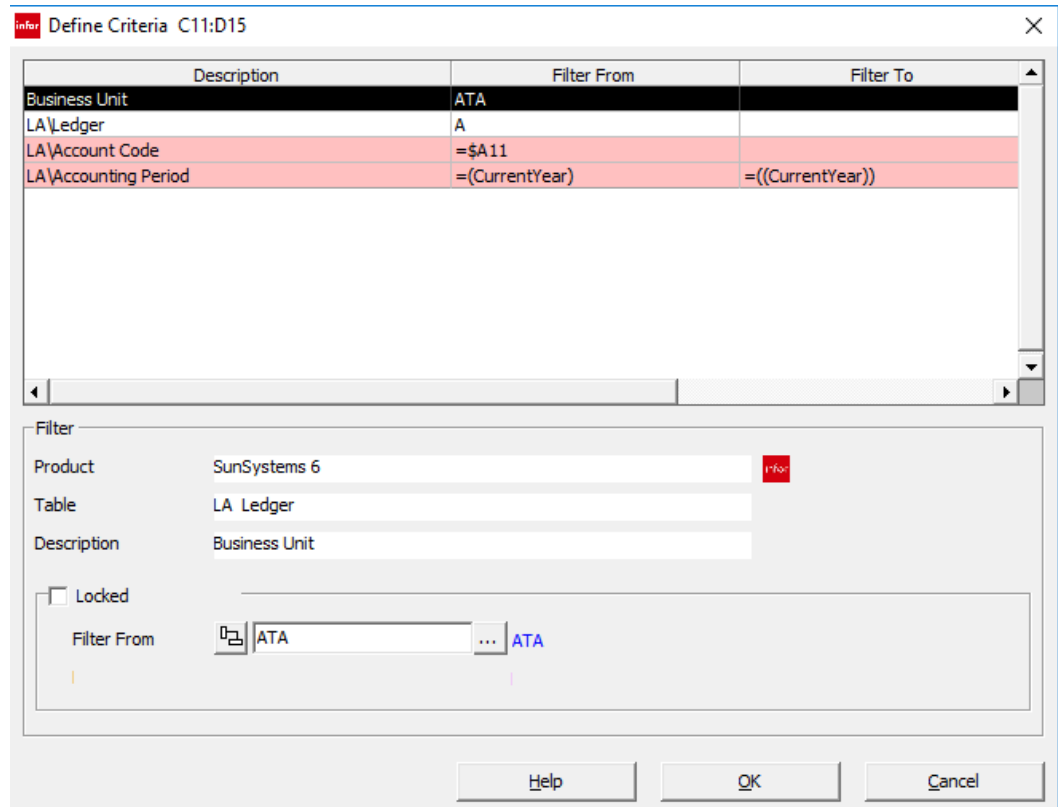 infor Define Criteria C11:D15
Description Filter From Filter To
Business Unit ATA
LA\Ledger A
LA\Account Code =$A11
LA\Accounting Period =(CurrentYear) =((CurrentYear))
Filter
Product SunSystems 6 infor
Table LA Ledger
Description Business Unit
Locked
Filter From ATA ... ATA
Help OK Cancel